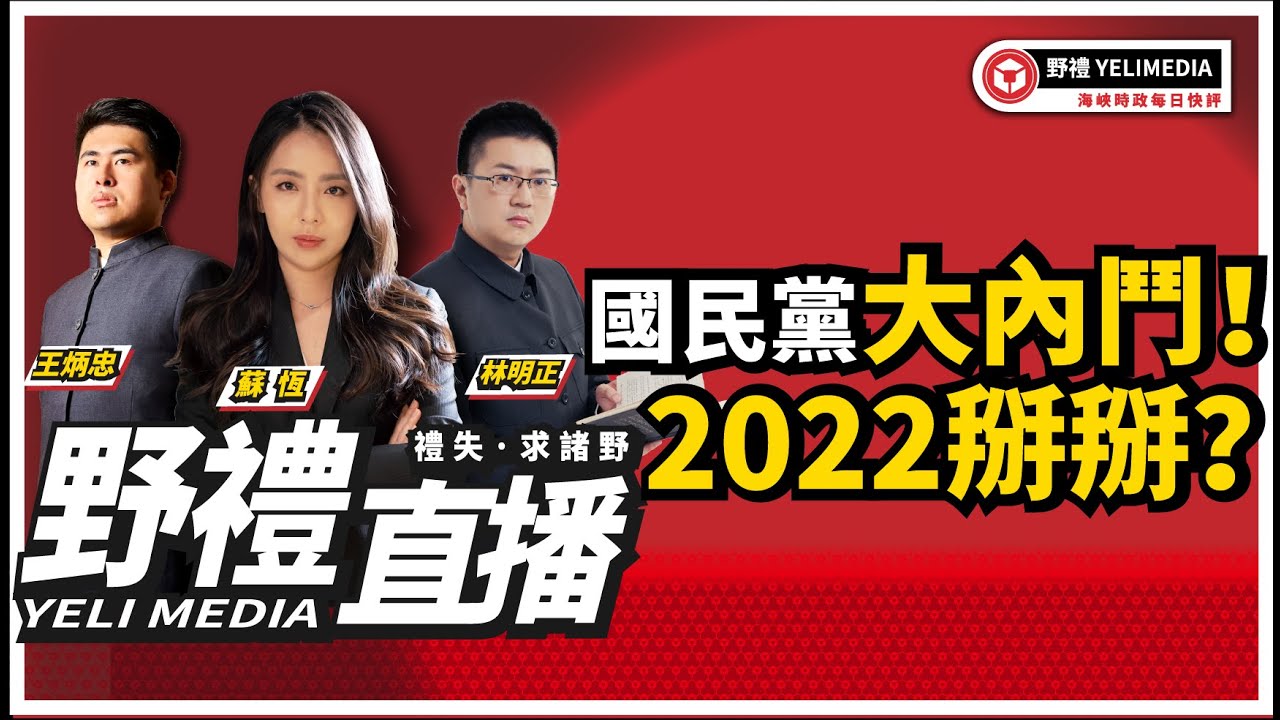 野禮 YELIMEDIA
海峽時政每日快評
國民黨大內鬥!
2022掰掰?
王炳忠
蘇恆
林明正
禮失·求諸野
野禮直播
YELI MEDIA